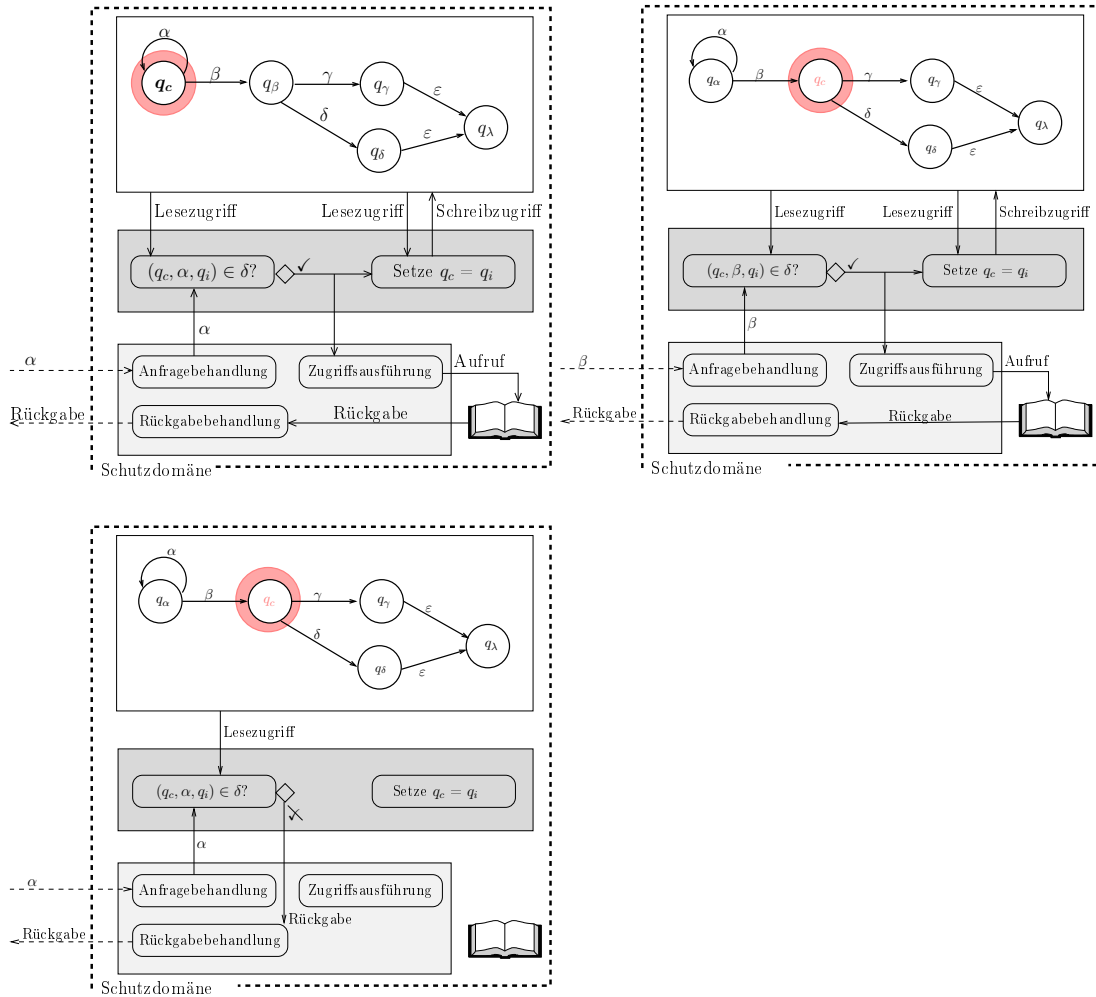 α
q_c β q_β γ q_γ ε
δ q_λ
q_δ ε
Lesezugriff Lesezugriff Schreibzugriff
(q_c, α, q_i) ∈ δ? ✓ Setze q_c = q_i
α
α Anfragebehandlung Zugriffsausführung Aufruf
Rückgabe Rückgabebehandlung Rückgabe
Schutzdomäne
α
q_α β q_c γ q_γ ε
δ q_λ
q_δ ε
Lesezugriff Lesezugriff Schreibzugriff
(q_c, β, q_i) ∈ δ? ✓ Setze q_c = q_i
β
β Anfragebehandlung Zugriffsausführung Aufruf
Rückgabe Rückgabebehandlung Rückgabe
Schutzdomäne
α
q_α β q_c γ q_γ ε
δ q_λ
q_δ ε
Lesezugriff
(q_c, α, q_i) ∈ δ? Setze q_c = q_i
α
α Anfragebehandlung Zugriffsausführung
Rückgabe
Rückgabe Rückgabebehandlung
Schutzdomäne